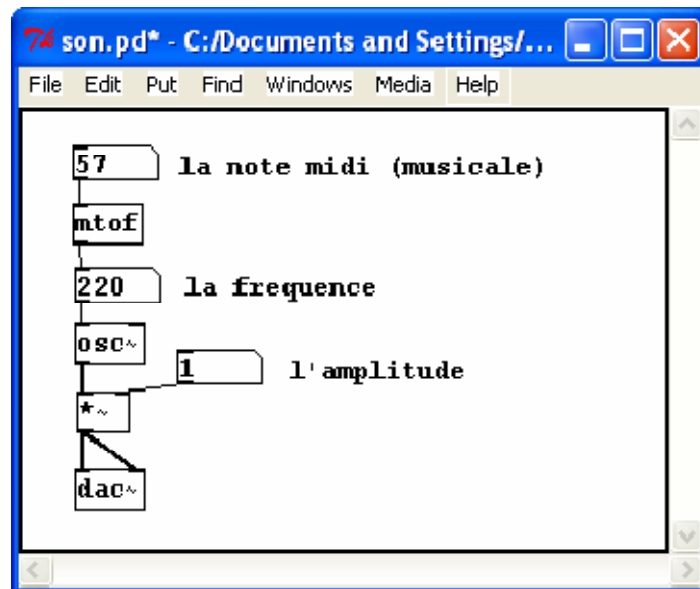 7% son.pd* - C:/Documents and Settings/...
File Edit Put Find Windows Media Help
57 la note midi (musicale)
mtof
220 la frequence
osc~
1 l'amplitude
*~
dac~